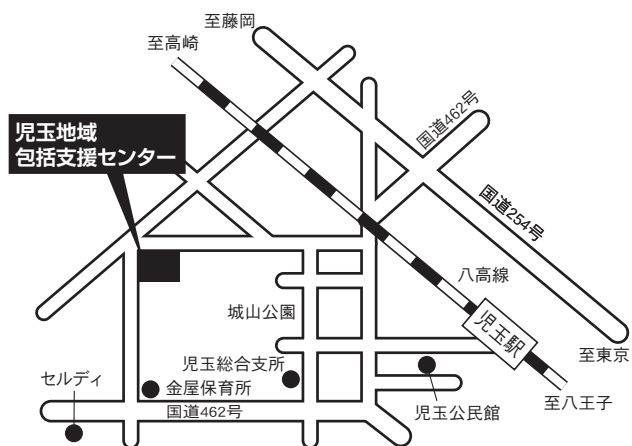 至藤岡
至高崎
国道462号
児玉地域
包括支援センター
国道254号
八高線
城山公園
児玉駅
至東京
児玉総合支所
セルディ
金屋保育所
至八王子
児玉公民館
国道462号